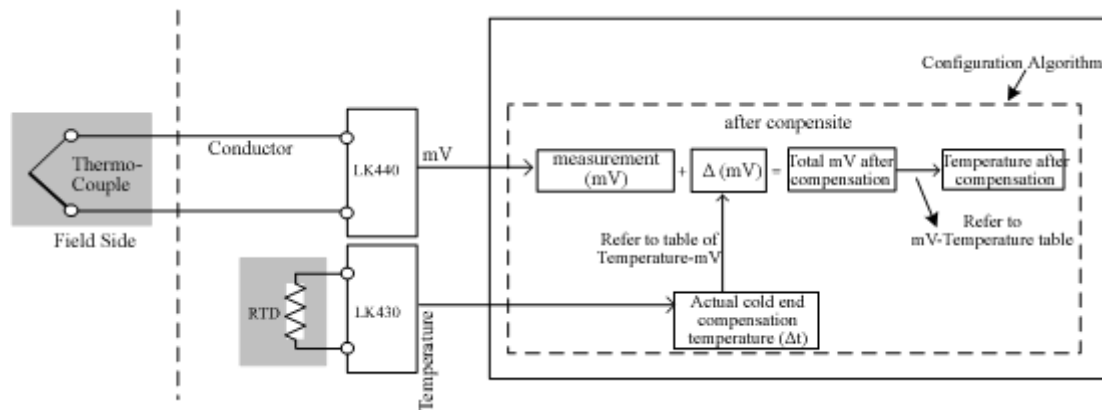 Configuration Algorithm
after conpensite
Thermo-
Couple
Field Side
Conductor
LK440
mV
measurement
(mV)
+
Δ (mV)
=
Total mV after
compensation
Temperature after
compensation
Refer to
mV-Temperature table
Refer to table of
Temperature-mV
RTD
LK430
Temperature
Actual cold end
compensation
temperature (Δt)